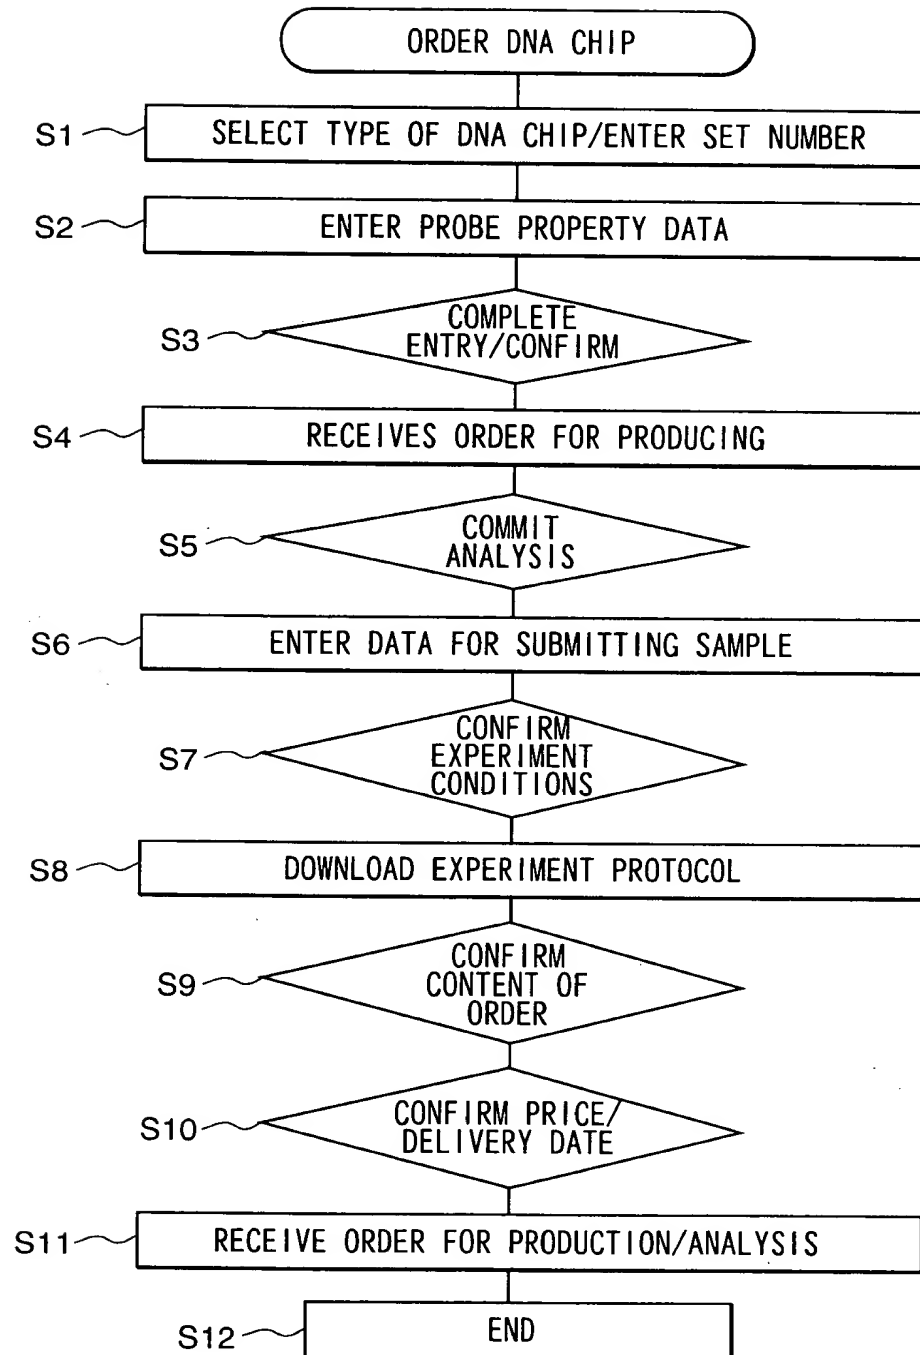 ORDER DNA CHIP
S1 SELECT TYPE OF DNA CHIP/ENTER SET NUMBER
S2 ENTER PROBE PROPERTY DATA
S3 COMPLETE
ENTRY/CONFIRM
S4 RECEIVES ORDER FOR PRODUCING
S5 COMMIT
ANALYSIS
S6 ENTER DATA FOR SUBMITTING SAMPLE
S7 CONFIRM
EXPERIMENT
CONDITIONS
S8 DOWNLOAD EXPERIMENT PROTOCOL
S9 CONFIRM
CONTENT OF
ORDER
S10 CONFIRM PRICE/
DELIVERY DATE
S11 RECEIVE ORDER FOR PRODUCTION/ANALYSIS
S12 END